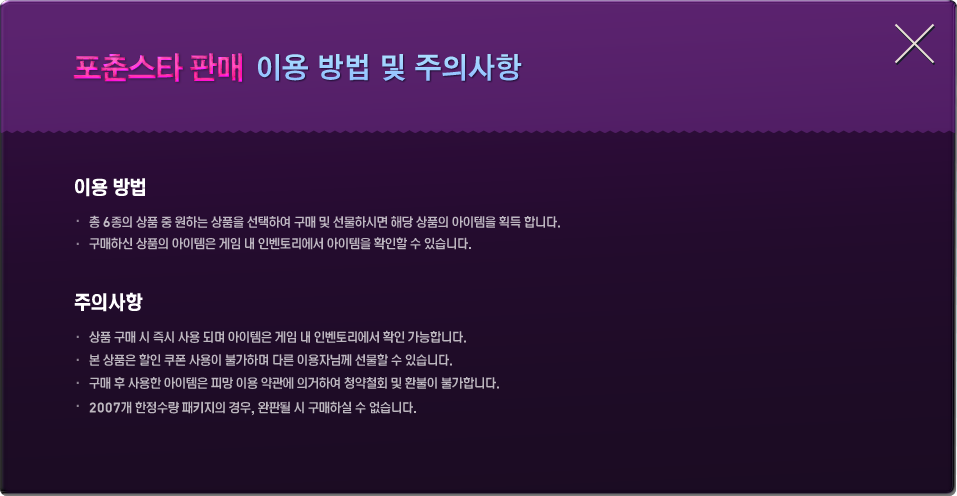 포춘스타 판매 이용 방법 및 주의사항
이용 방법
· 총 6종의 상품 중 원하는 상품을 선택하여 구매 및 선물하시면 해당 상품의 아이템을 획득 합니다.
· 구매하신 상품의 아이템은 게임 내 인벤토리에서 아이템을 확인할 수 있습니다.
주의사항
· 상품 구매 시 즉시 사용 되며 아이템은 게임 내 인벤토리에서 확인 가능합니다.
· 본 상품은 할인 쿠폰 사용이 불가하며 다른 이용자님께 선물할 수 있습니다.
· 구매 후 사용한 아이템은 피망 이용 약관에 의거하여 청약철회 및 환불이 불가합니다.
· 2007개 한정수량 패키지의 경우, 완판될 시 구매하실 수 없습니다.